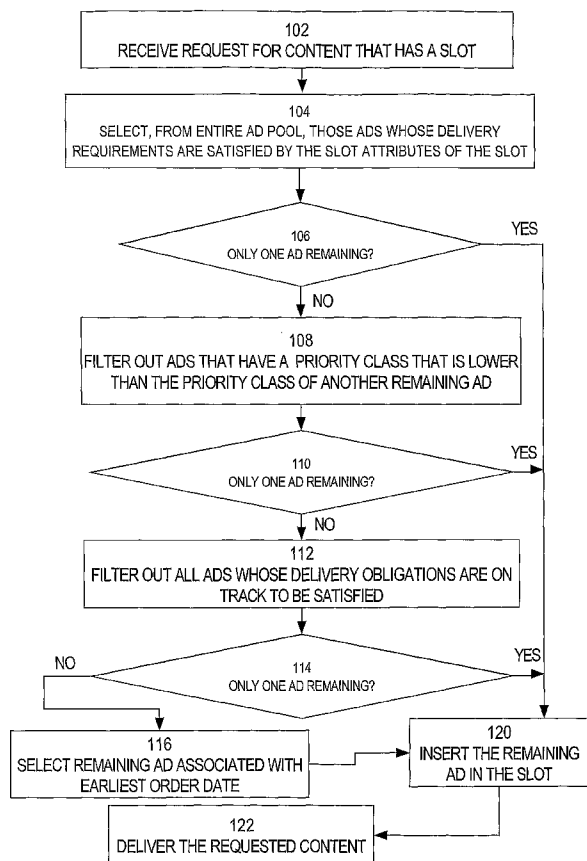 102
RECEIVE REQUEST FOR CONTENT THAT HAS A SLOT
104
SELECT, FROM ENTIRE AD POOL, THOSE ADS WHOSE DELIVERY
REQUIREMENTS ARE SATISFIED BY THE SLOT ATTRIBUTES OF THE SLOT
106
ONLY ONE AD REMAINING?
YES
NO
108
FILTER OUT ADS THAT HAVE A PRIORITY CLASS THAT IS LOWER
THAN THE PRIORITY CLASS OF ANOTHER REMAINING AD
110
ONLY ONE AD REMAINING?
YES
NO
112
FILTER OUT ALL ADS WHOSE DELIVERY OBLIGATIONS ARE ON
TRACK TO BE SATISFIED
114
ONLY ONE AD REMAINING?
YES
NO
116
SELECT REMAINING AD ASSOCIATED WITH
EARLIEST ORDER DATE
120
INSERT THE REMAINING
AD IN THE SLOT
122
DELIVER THE REQUESTED CONTENT